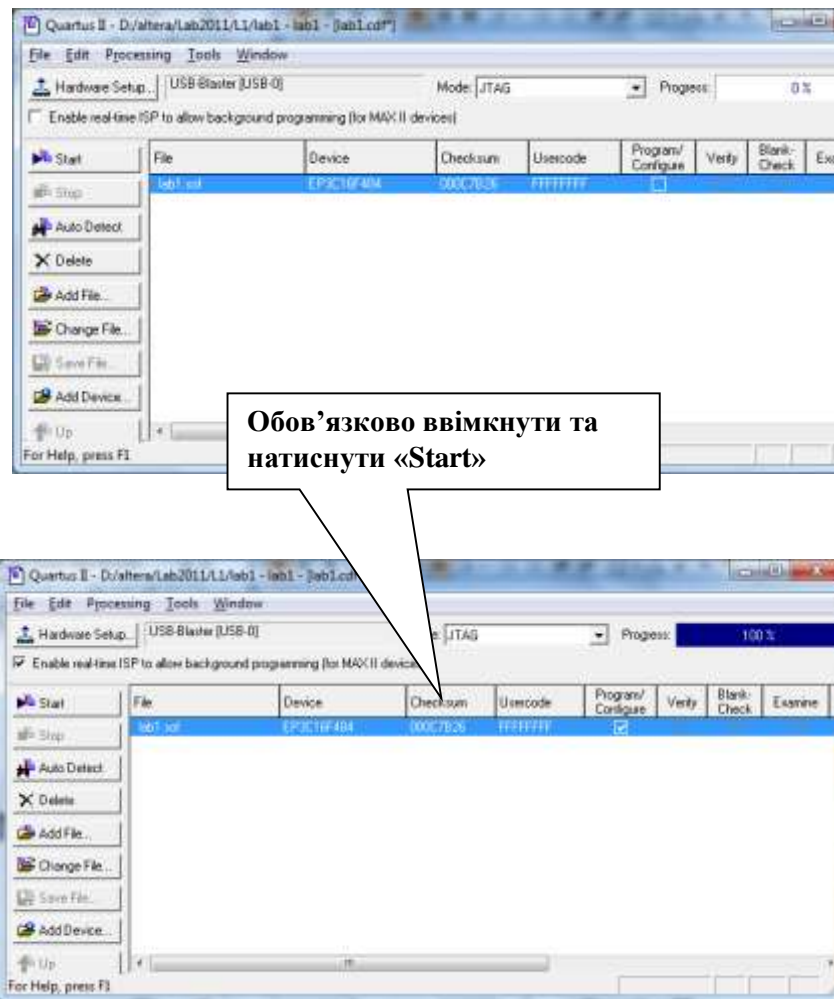 Quartus II - D:/altera/Lab2011/L1/lab1 - lab1 - [lab1.cdf*]
File Edit Processing Tools Window
Hardware Setup... USB-Blaster [USB-0] Mode: JTAG Progress: 0 %
Enable real-time ISP to allow background programming (for MAX II devices)
Start File Device Checksum Usercode Program/ Configure Verify Blank- Check
lab1.sof EP3C16F484 000C7B26 FFFFFFFF
Stop
Auto Detect
Delete
Add File...
Change File...
Save File...
Add Device...
Up
For Help, press F1
Обов’язково ввімкнути та
натиснути «Start»
Quartus II - D:/altera/Lab2011/L1/lab1 - lab1 - [lab1.cdf
File Edit Processing Tools Window
Hardware Setup... USB-Blaster [USB-0] JTAG Progress: 100 %
Enable real-time ISP to allow background programming (for MAX II devices)
Start File Device Checksum Usercode Program/ Configure Verify Blank- Check Examine
lab1.sof EP3C16F484 000C7B26 FFFFFFFF
Stop
Auto Detect
Delete
Add File...
Change File...
Save File...
Add Device...
Up
For Help, press F1